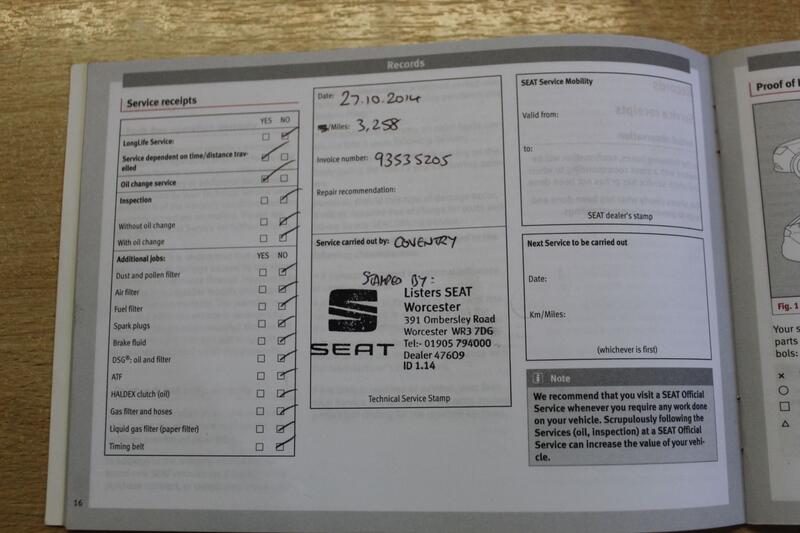 Records
Service receipts
YES NO
LongLife Service:
Service dependent on time/distance trav-
elled
Oil change service
Inspection
Without oil change
With oil change
Additional jobs: YES NO
Dust and pollen filter
Air filter
Fuel filter
Spark plugs
Brake fluid
DSG®: oil and filter
ATF
HALDEX clutch (oil)
Gas filter and hoses
Liquid gas filter (paper filter)
Timing belt
16
Date: 27.10.2014
/Miles: 3,258
Invoice number: 93535205
Repair recommendation:
Service carried out by: COVENTRY
STAMPED BY:
SEAT
Listers SEAT
Worcester
391 Ombersley Road
Worcester WR3 7DG
Tel:- 01905 794000
Dealer 47609
ID 1.14
Technical Service Stamp
SEAT Service Mobility
Valid from:
to:
SEAT dealer's stamp
Next Service to be carried out
Date:
Km/Miles:
(whichever is first)
i Note
We recommend that you visit a SEAT Official
Service whenever you require any work done
on your vehicle. Scrupulously following the
Services (oil, inspection) at a SEAT Official
Service can increase the value of your vehi-
cle.
Proof of
Fig. 1
Your
parts
bols: